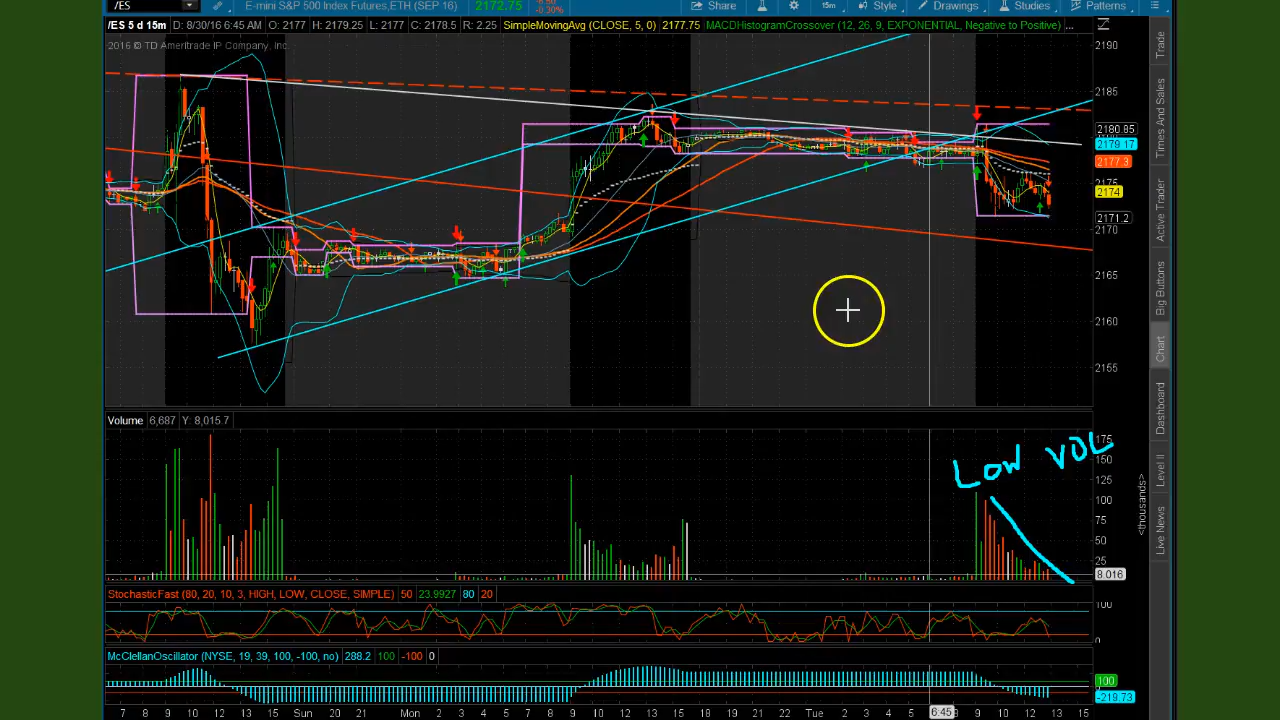 /ES
E-mini S&P 500 Index Futures,ETH (SEP 16)
2172.75
-6.50
-0.30%
Share
15m
Style
Drawings
Studies
Patterns
/ES 5 d 15m D: 8/30/16 6:45 AM O: 2177 H: 2179.25 L: 2177 C: 2178.5 R: 2.25 SimpleMovingAvg (CLOSE, 5, 0) 2177.75 MACDHistogramCrossover (12, 26, 9, EXPONENTIAL, Negative to Positive) ...
2016 © TD Ameritrade IP Company, Inc.
2190
2185
2180.85
2179.17
2177.3
2175
2174
2171.2
2170
2165
2160
2155
Volume 6,687 Y: 8,015.7
LOW VOL
175
150
125
100
75
50
25
8.016
<thousands>
StochasticFast (80, 20, 10, 3, HIGH, LOW, CLOSE, SIMPLE) 50 23.9927 80 20
100
0
McClellanOscillator (NYSE, 19, 39, 100, -100, no) 288.2 100 -100 0
100
-219.73
7 8 9 10 12 13 15 Sun 20 21 Mon 2 4 5 6 7 9 10 12 13 15 17 18 19 21 22 Tue 2 3 4 5 6:45 9 10 12 13 15
Trade
Times And Sales
Active Trader
Big Buttons
Chart
Dashboard
Level II
Live News